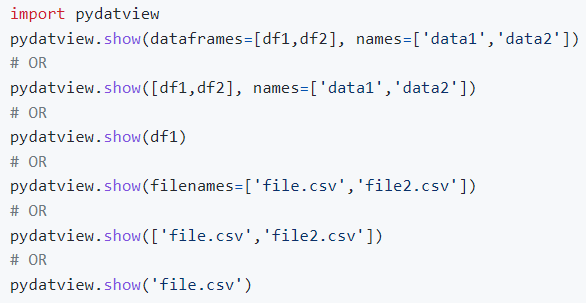 import pydatview
pydatview.show(dataframes=[df1,df2], names=['data1','data2'])
# OR
pydatview.show([df1,df2], names=['data1','data2'])
# OR
pydatview.show(df1)
# OR
pydatview.show(filenames=['file.csv','file2.csv'])
# OR
pydatview.show(['file.csv','file2.csv'])
# OR
pydatview.show('file.csv')